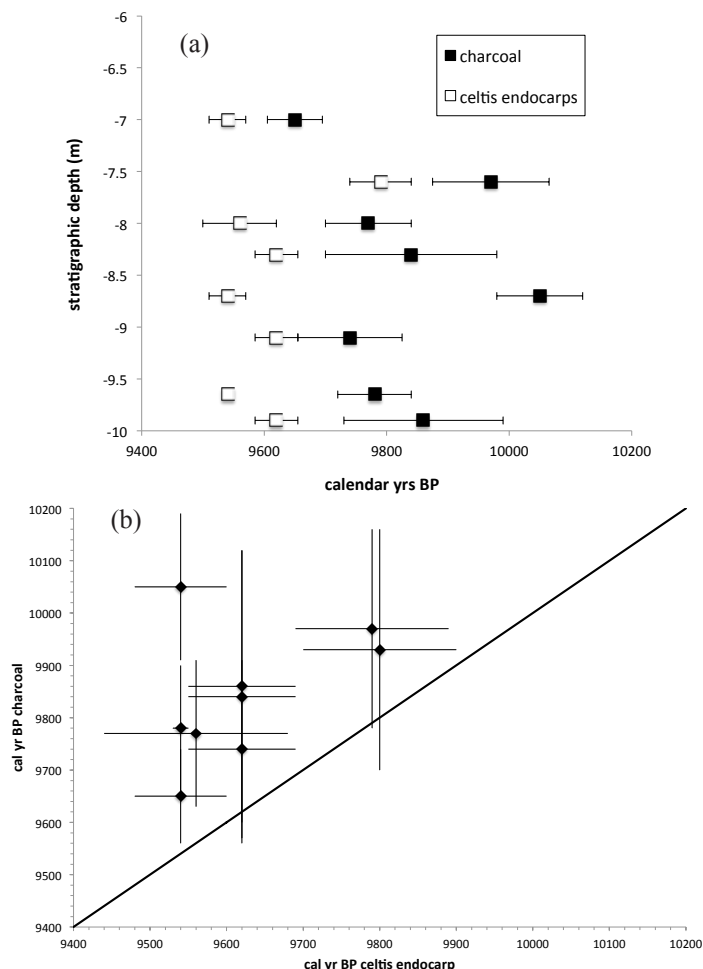 (a)
charcoal
celtis endocarps
-6
-6.5
-7
-7.5
-8
-8.5
-9
-9.5
-10
stratigraphic depth (m)
9400 9600 9800 10000 10200
calendar yrs BP
(b)
10200
10100
10000
9900
9800
9700
9600
9500
9400
cal yr BP charcoal
9400 9500 9600 9700 9800 9900 10000 10100 10200
cal yr BP celtis endocarp